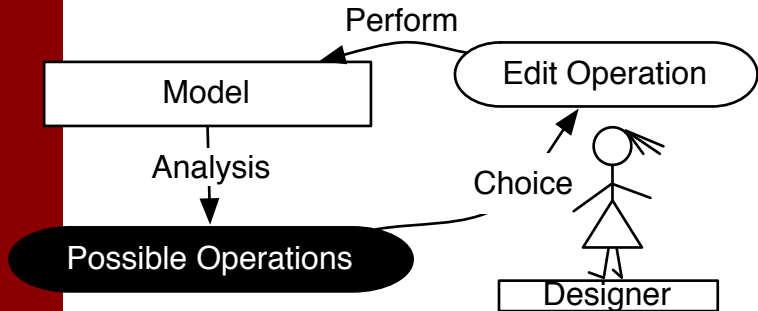 Perform
Edit Operation
Model
Analysis
Choice
Possible Operations
Designer